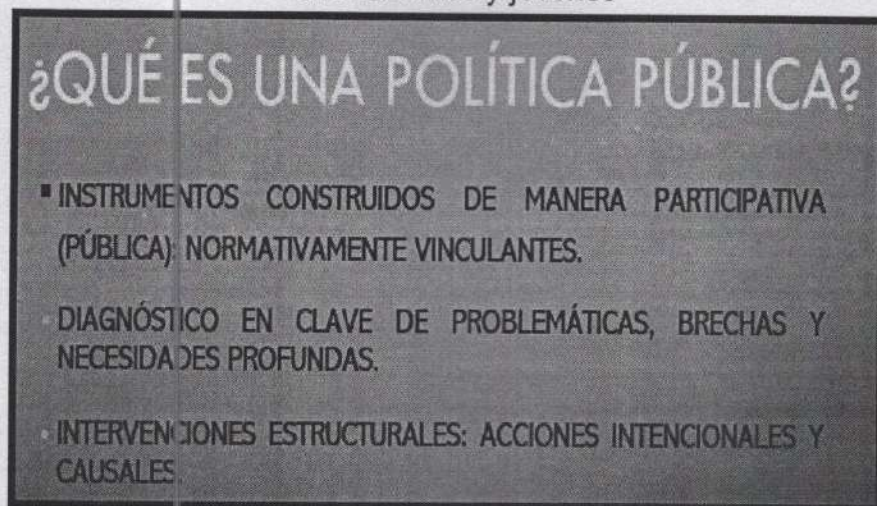 ¿QUÉ ES UNA POLÍTICA PÚBLICA?
▪ INSTRUMENTOS CONSTRUIDOS DE MANERA PARTICIPATIVA
(PÚBLICA) NORMATIVAMENTE VINCULANTES.
DIAGNÓSTICO EN CLAVE DE PROBLEMÁTICAS, BRECHAS Y
NECESIDADES PROFUNDAS.
INTERVENCIONES ESTRUCTURALES: ACCIONES INTENCIONALES Y
CAUSALES.